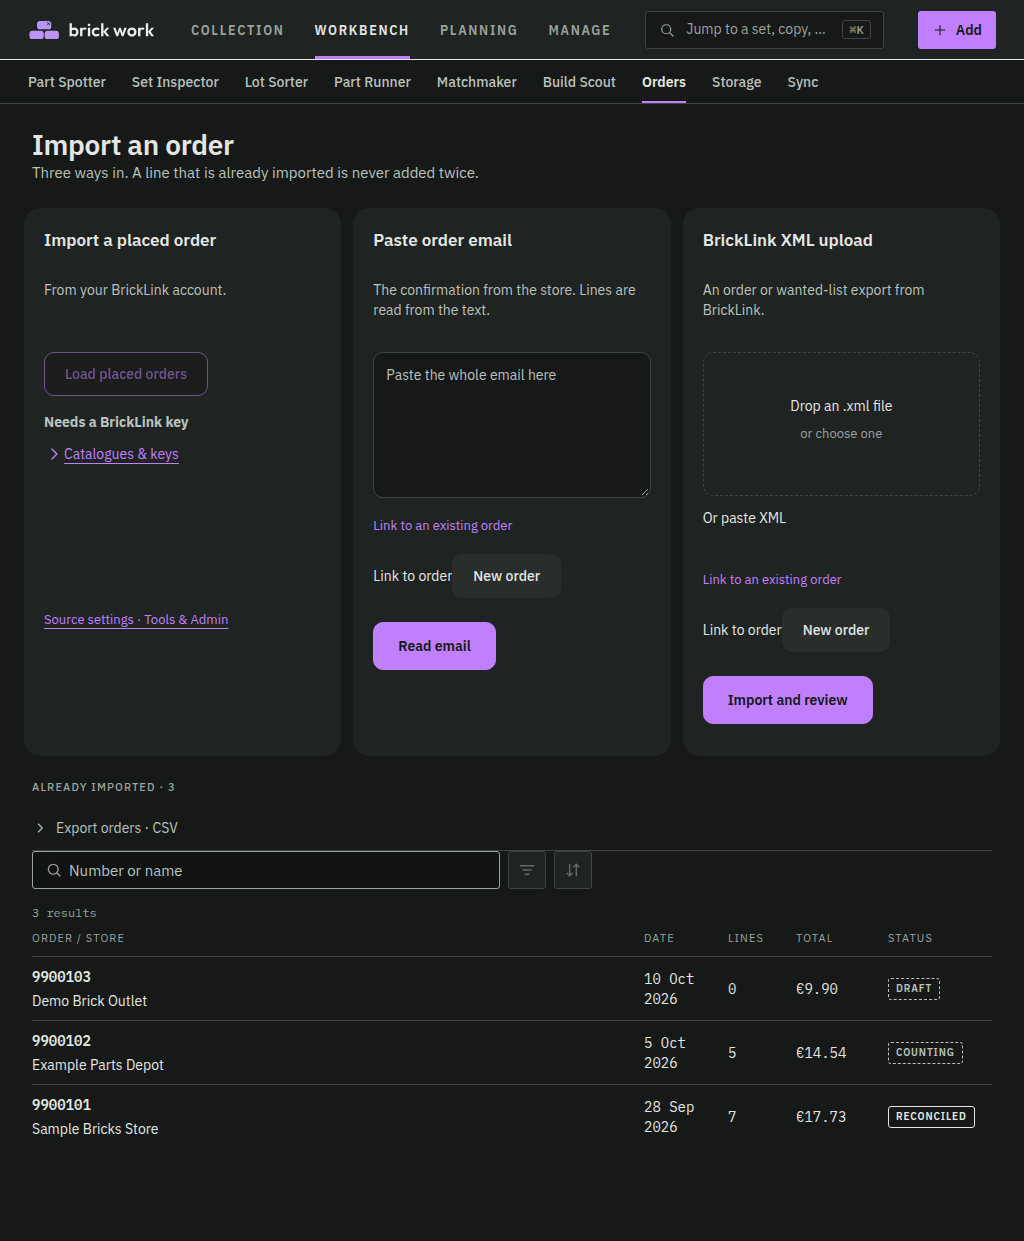 brick work
COLLECTION
WORKBENCH
PLANNING
MANAGE
Jump to a set, copy, ...
⌘K
Add
Part Spotter
Set Inspector
Lot Sorter
Part Runner
Matchmaker
Build Scout
Orders
Storage
Sync
Import an order
Three ways in. A line that is already imported is never added twice.
Import a placed order
From your BrickLink account.
Load placed orders
Needs a BrickLink key
Catalogues & keys
Source settings · Tools & Admin
Paste order email
The confirmation from the store. Lines are
read from the text.
Paste the whole email here
Link to an existing order
Link to order
New order
Read email
BrickLink XML upload
An order or wanted-list export from
BrickLink.
Drop an .xml file
or choose one
Or paste XML
Link to an existing order
Link to order
New order
Import and review
ALREADY IMPORTED · 3
Export orders · CSV
Number or name
3 results
ORDER / STORE
DATE
LINES
TOTAL
STATUS
9900103
Demo Brick Outlet
10 Oct
2026
0
€9.90
DRAFT
9900102
Example Parts Depot
5 Oct
2026
5
€14.54
COUNTING
9900101
Sample Bricks Store
28 Sep
2026
7
€17.73
RECONCILED